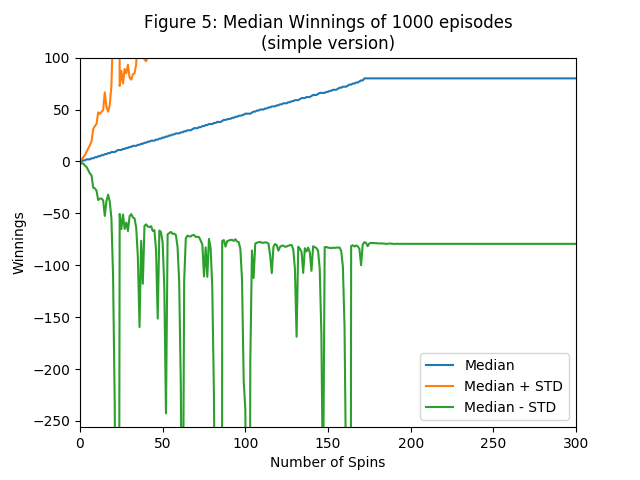 Figure 5: Median Winnings of 1000 episodes
(simple version)
100
50
0
−50
−100
−150
−200
−250
Winnings
0 50 100 150 200 250 300
Number of Spins
Median
Median + STD
Median - STD